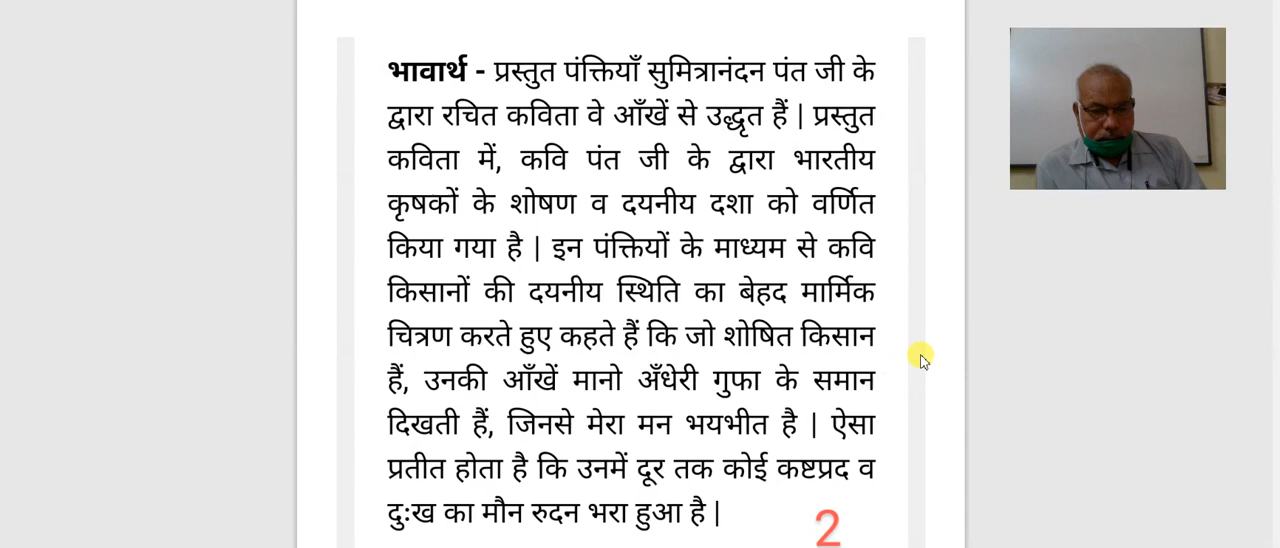 भावार्थ - प्रस्तुत पंक्तियाँ सुमित्रानंदन पंत जी के
द्वारा रचित कविता वे आँखें से उद्धृत हैं | प्रस्तुत
कविता में, कवि पंत जी के द्वारा भारतीय
कृषकों के शोषण व दयनीय दशा को वर्णित
किया गया है | इन पंक्तियों के माध्यम से कवि
किसानों की दयनीय स्थिति का बेहद मार्मिक
चित्रण करते हुए कहते हैं कि जो शोषित किसान
हैं, उनकी आँखें मानो अँधेरी गुफा के समान
दिखती हैं, जिनसे मेरा मन भयभीत है | ऐसा
प्रतीत होता है कि उनमें दूर तक कोई कष्टप्रद व
दुःख का मौन रुदन भरा हुआ है |
2